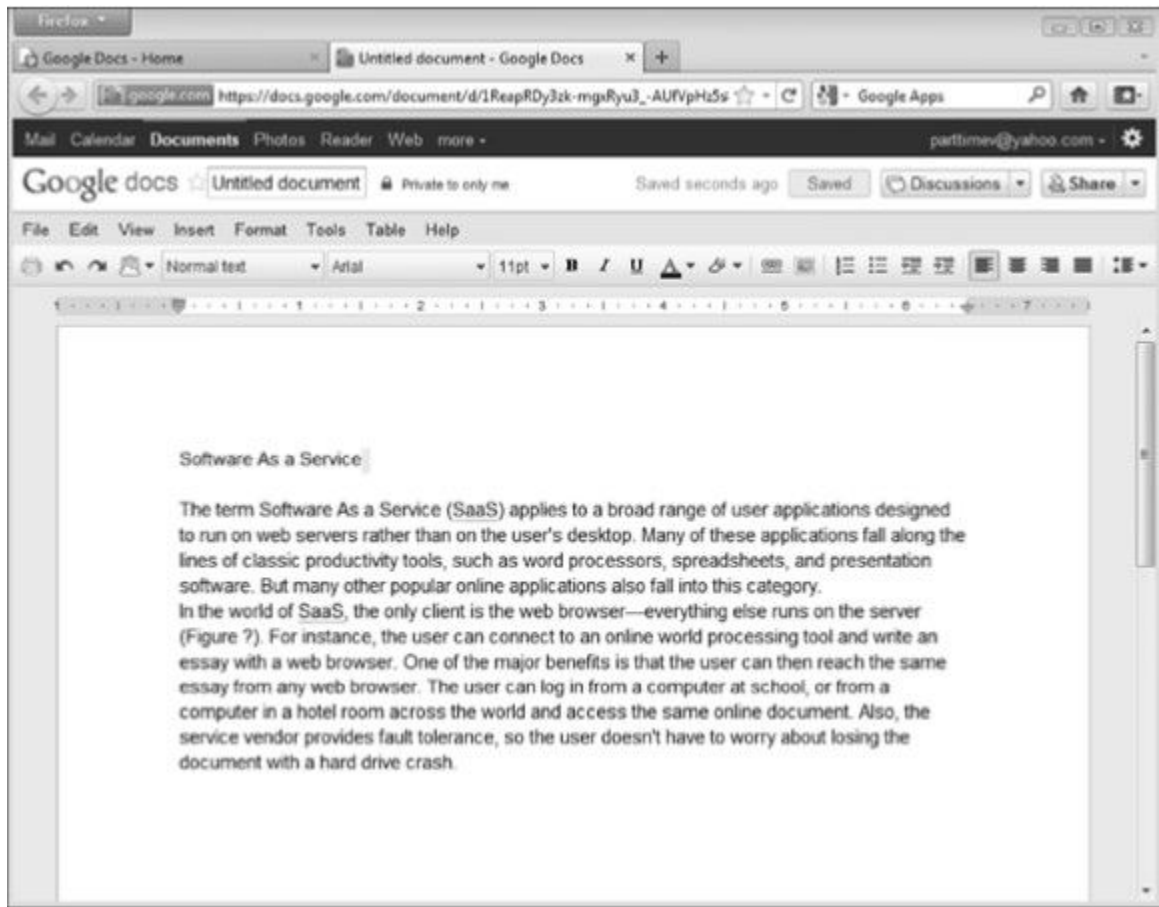 Firefox
Google Docs - Home
Untitled document - Google Docs
google.com https://docs.google.com/document/d/1ReapRDy3zk-mgxRyu3_-AUfVpHz5s Google Apps
Mail Calendar Documents Photos Reader Web more
parttimev@yahoo.com
Google docs Untitled document Private to only me Saved seconds ago Saved Discussions Share
File Edit View Insert Format Tools Table Help
Normal text Arial 11pt B I U A
1 1 2 3 4 5 6 7
Software As a Service
The term Software As a Service (SaaS) applies to a broad range of user applications designed
to run on web servers rather than on the user's desktop. Many of these applications fall along the
lines of classic productivity tools, such as word processors, spreadsheets, and presentation
software. But many other popular online applications also fall into this category.
In the world of SaaS, the only client is the web browser—everything else runs on the server
(Figure ?). For instance, the user can connect to an online world processing tool and write an
essay with a web browser. One of the major benefits is that the user can then reach the same
essay from any web browser. The user can log in from a computer at school, or from a
computer in a hotel room across the world and access the same online document. Also, the
service vendor provides fault tolerance, so the user doesn't have to worry about losing the
document with a hard drive crash.